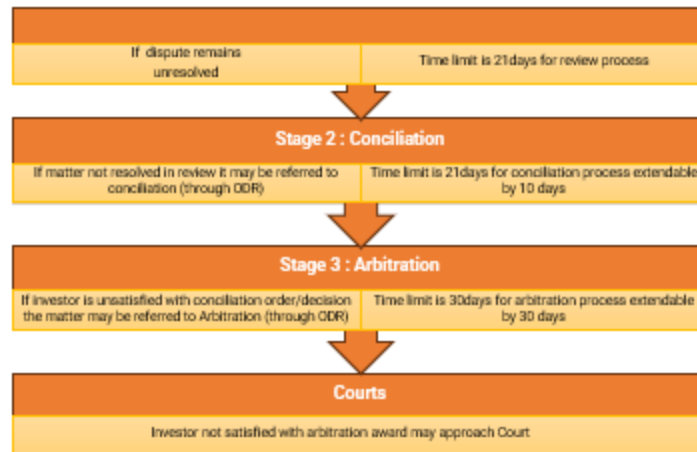 If dispute remains
unresolved
Time limit is 21days for review process
Stage 2 : Conciliation
If matter not resolved in review it may be referred to
conciliation (through ODR)
Time limit is 21days for conciliation process extendable
by 10 days
Stage 3 : Arbitration
If investor is unsatisfied with conciliation order/decision
the matter may be referred to Arbitration (through ODR)
Time limit is 30days for arbitration process extendable
by 30 days
Courts
Investor not satisfied with arbitration award may approach Court